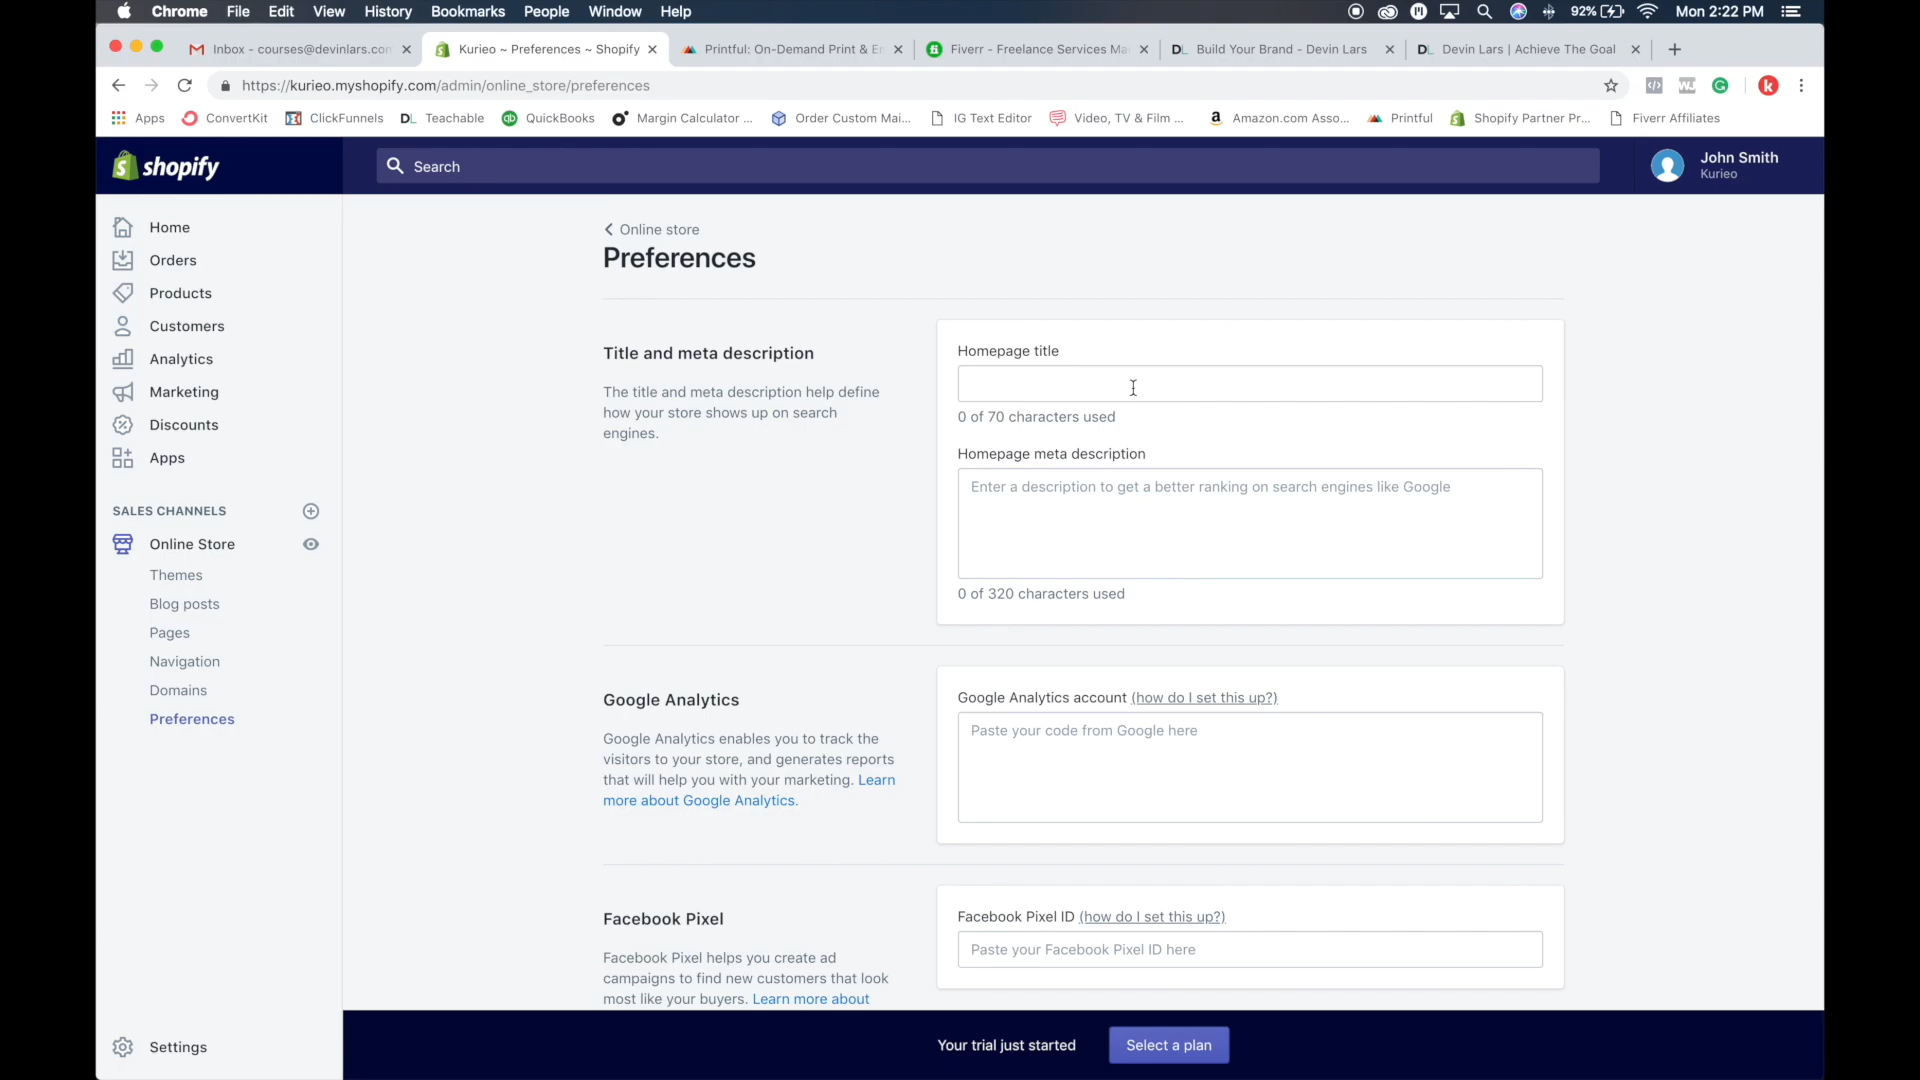 Chrome File Edit View History Bookmarks People Window Help
92% Mon 2:22 PM
Inbox - courses@devinlars.con
Kurieo ~ Preferences ~ Shopify
Printful: On-Demand Print & E
Fiverr - Freelance Services Ma
Build Your Brand - Devin Lars
Devin Lars | Achieve The Goal
https://kurieo.myshopify.com/admin/online_store/preferences
Apps ConvertKit ClickFunnels Teachable QuickBooks Margin Calculator ... Order Custom Mai... IG Text Editor Video, TV & Film ... Amazon.com Asso... Printful Shopify Partner Pr... Fiverr Affiliates
shopify
Search
John Smith
Kurieo
Home
Orders
Products
Customers
Analytics
Marketing
Discounts
Apps
SALES CHANNELS
Online Store
Themes
Blog posts
Pages
Navigation
Domains
Preferences
Settings
Online store
Preferences
Title and meta description
The title and meta description help define
how your store shows up on search
engines.
Homepage title
0 of 70 characters used
Homepage meta description
Enter a description to get a better ranking on search engines like Google
0 of 320 characters used
Google Analytics
Google Analytics enables you to track the
visitors to your store, and generates reports
that will help you with your marketing. Learn
more about Google Analytics.
Google Analytics account (how do I set this up?)
Paste your code from Google here
Facebook Pixel
Facebook Pixel helps you create ad
campaigns to find new customers that look
most like your buyers. Learn more about
Facebook Pixel ID (how do I set this up?)
Paste your Facebook Pixel ID here
Your trial just started
Select a plan